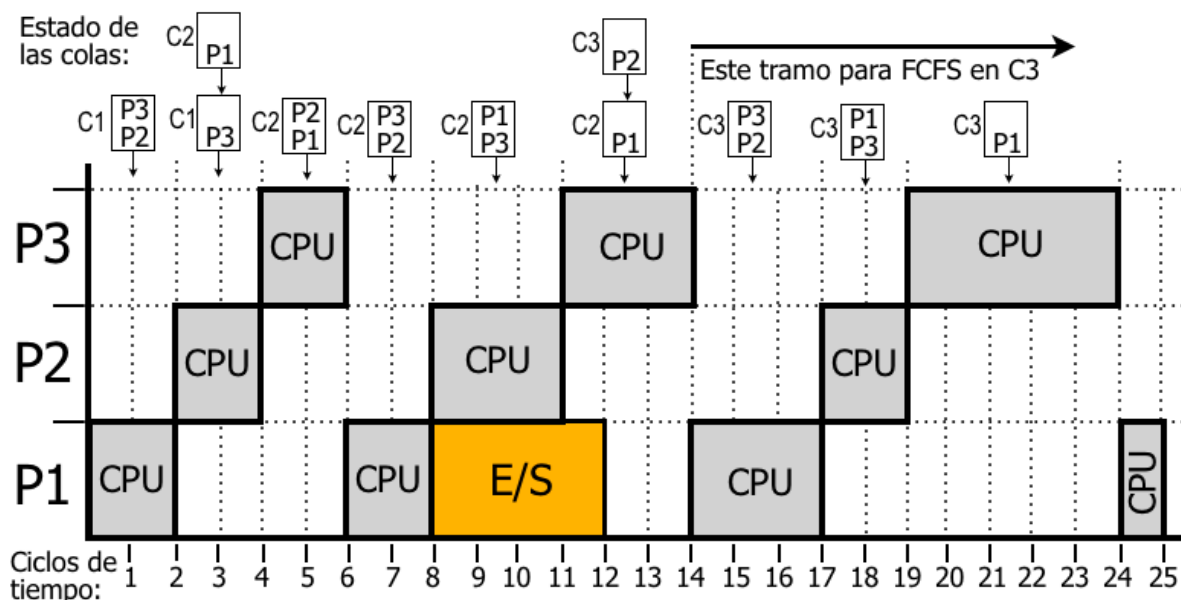 Estado de
las colas:
C2 P1
C3 P2
Este tramo para FCFS en C3
C1 P3
P2
C1 P3
C2 P2
P1
C2 P3
P2
C2 P1
P3
C2 P1
C3 P3
P2
C3 P1
P3
C3 P1
P3 CPU CPU CPU
P2 CPU CPU CPU
P1 CPU CPU E/S CPU CPU
Ciclos de
tiempo:
1 2 3 4 5 6 7 8 9 10 11 12 13 14 15 16 17 18 19 20 21 22 23 24 25